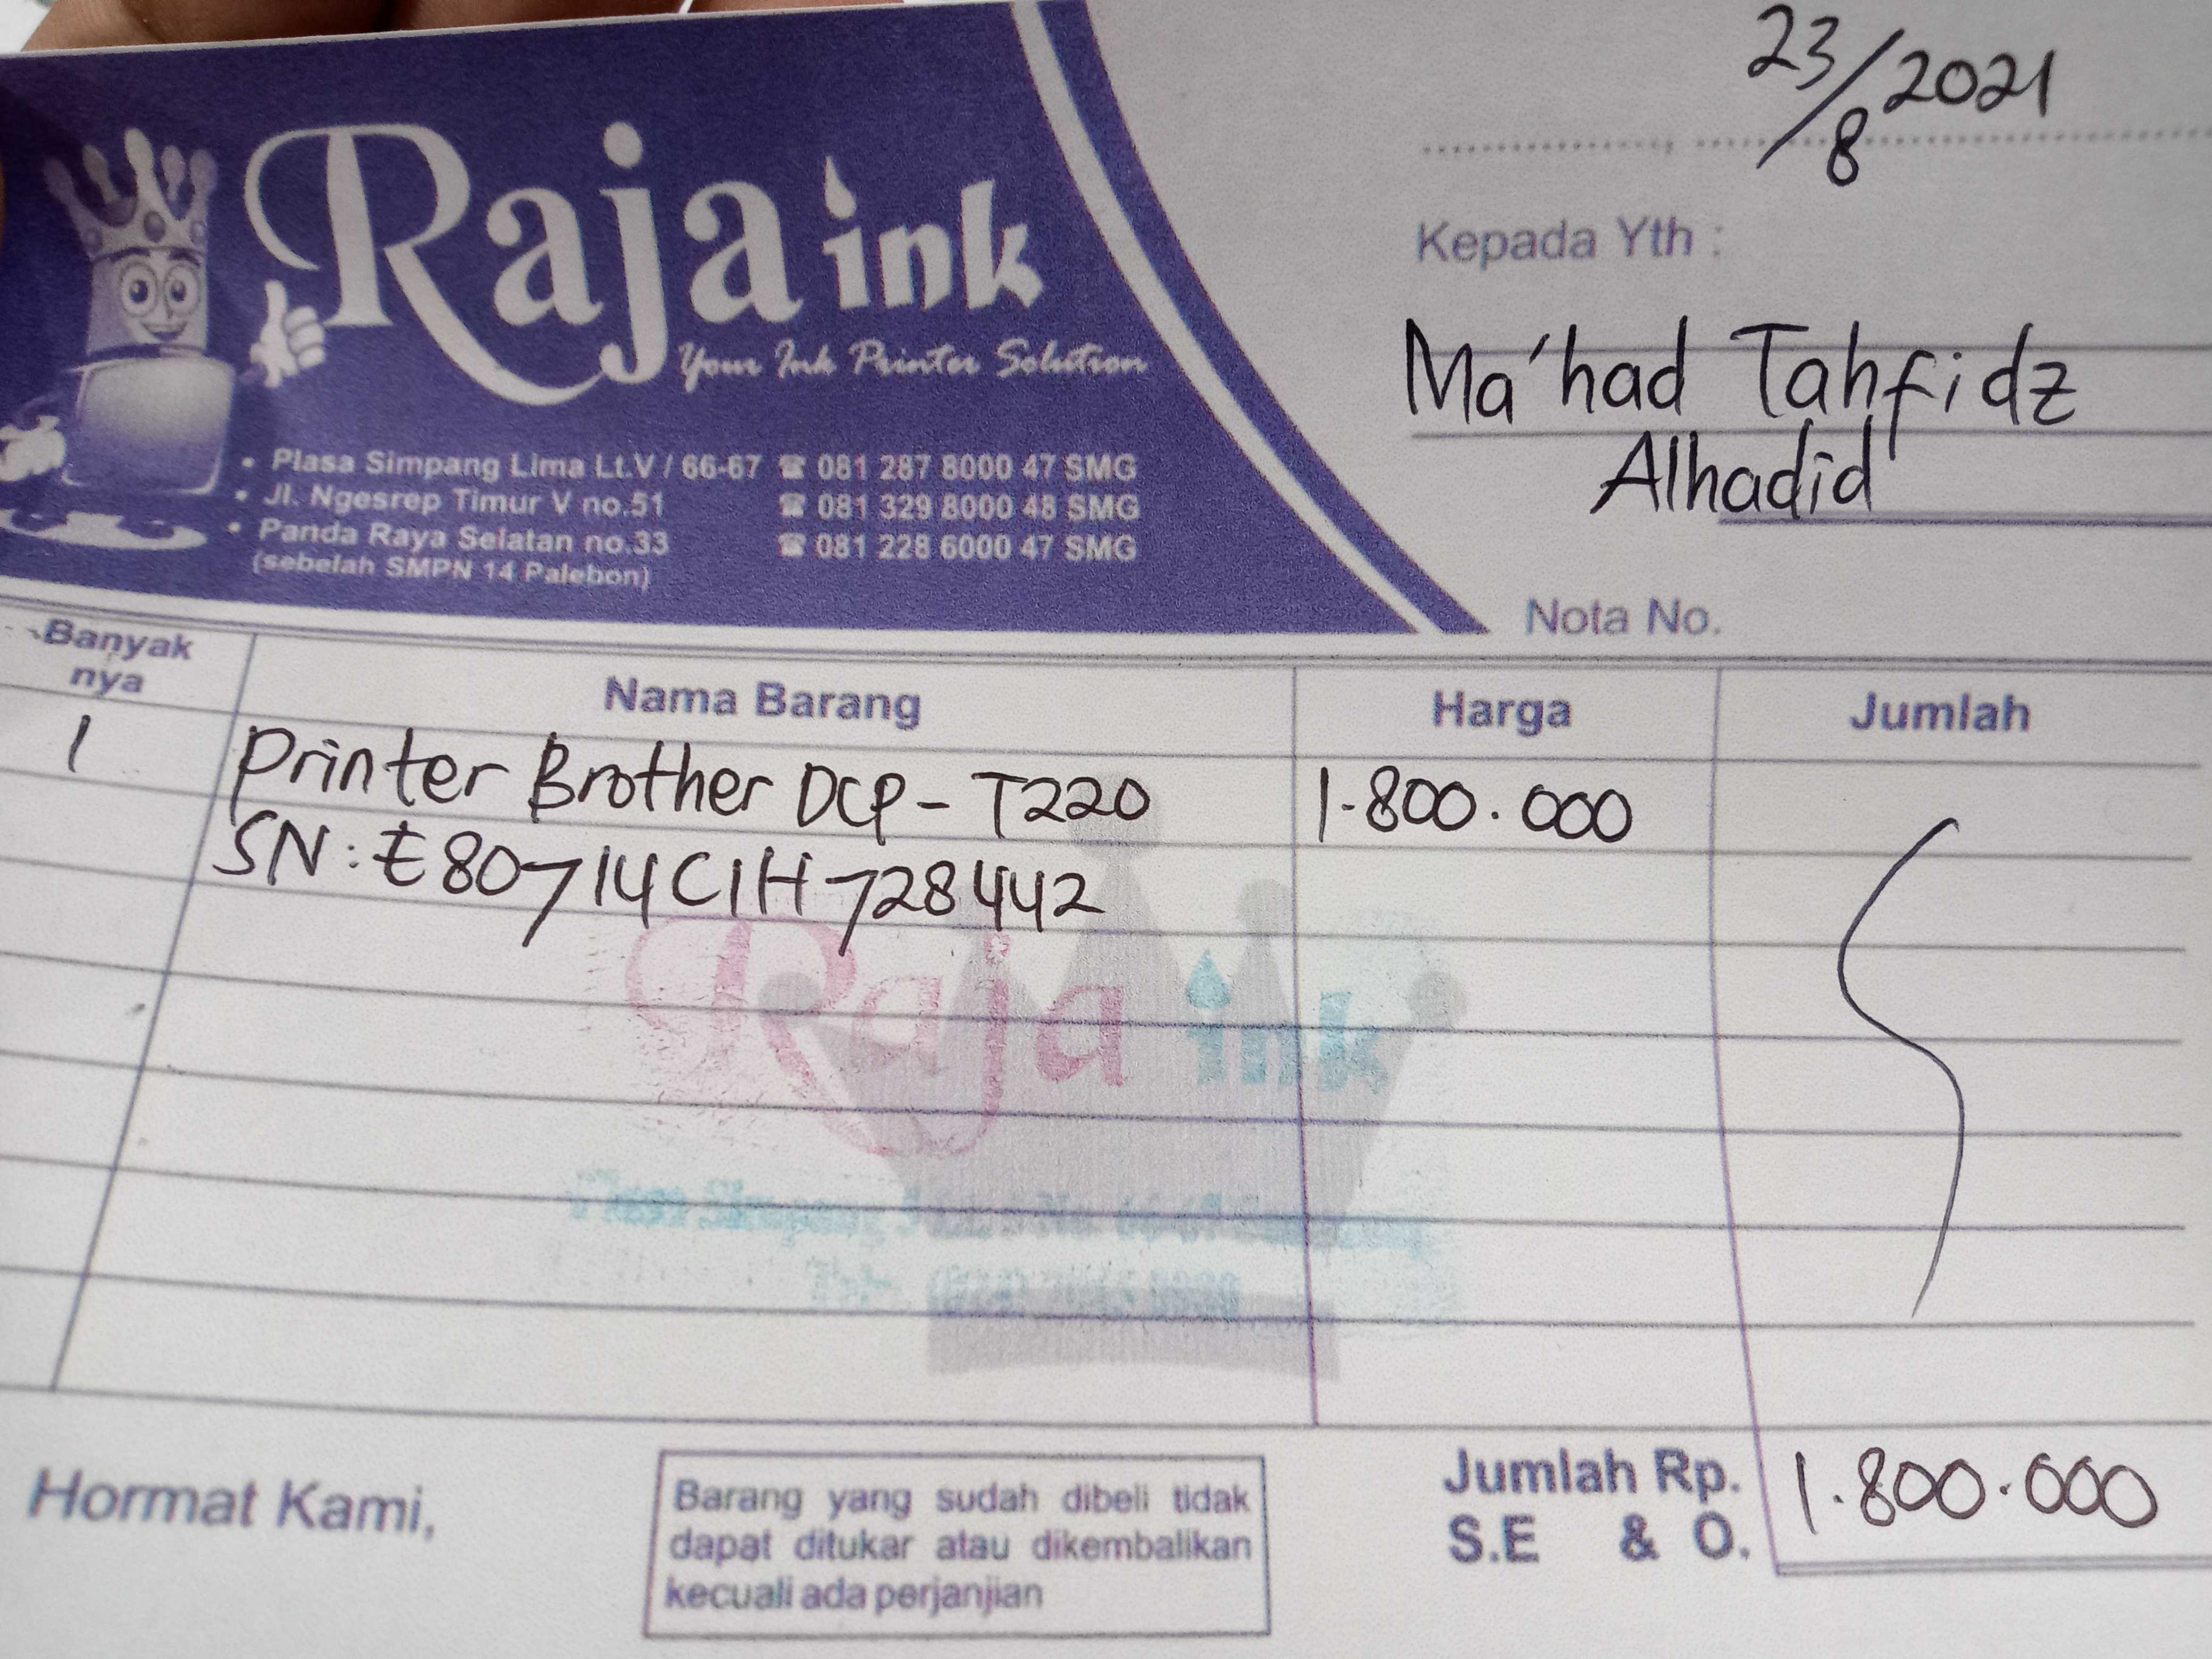 23/8 2021
Raja ink
Your Ink Printer Solution
• Plasa Simpang Lima Lt.V / 66-67 ☎ 081 287 8000 47 SMG
• Jl. Ngesrep Timur V no.51 ☎ 081 329 8000 48 SMG
• Panda Raya Selatan no.33 ☎ 081 228 6000 47 SMG
(sebelah SMPN 14 Palebon)
Kepada Yth :
Ma'had Tahfidz
Alhadid
Nota No.
Banyak nya Nama Barang Harga Jumlah
1 Printer Brother DCP-T220 1.800.000
SN: E80714C1H728442
Raja ink
Hormat Kami,
Barang yang sudah dibeli tidak
dapat ditukar atau dikembalikan
kecuali ada perjanjian
Jumlah Rp. 1.800.000
S.E & O.